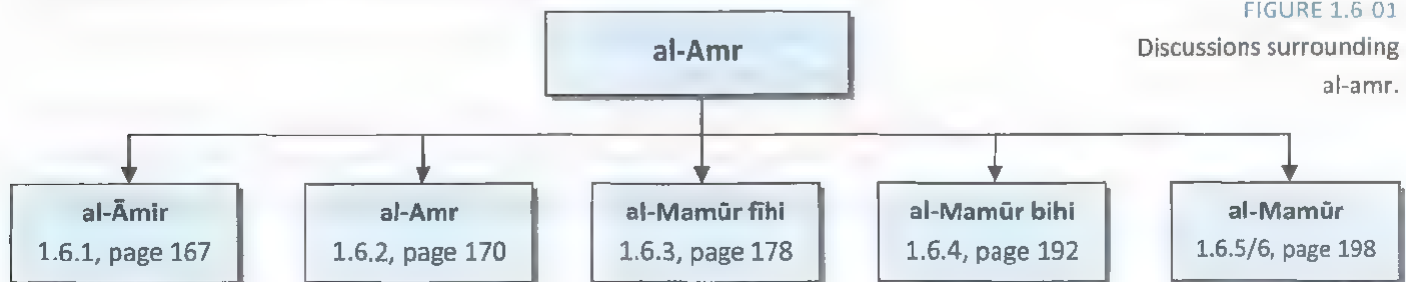 FIGURE 1.6 01
Discussions surrounding
al-amr.
al-Amr
al-Āmir
1.6.1, page 167
al-Amr
1.6.2, page 170
al-Mamūr fīhi
1.6.3, page 178
al-Mamūr bihi
1.6.4, page 192
al-Mamūr
1.6.5/6, page 198